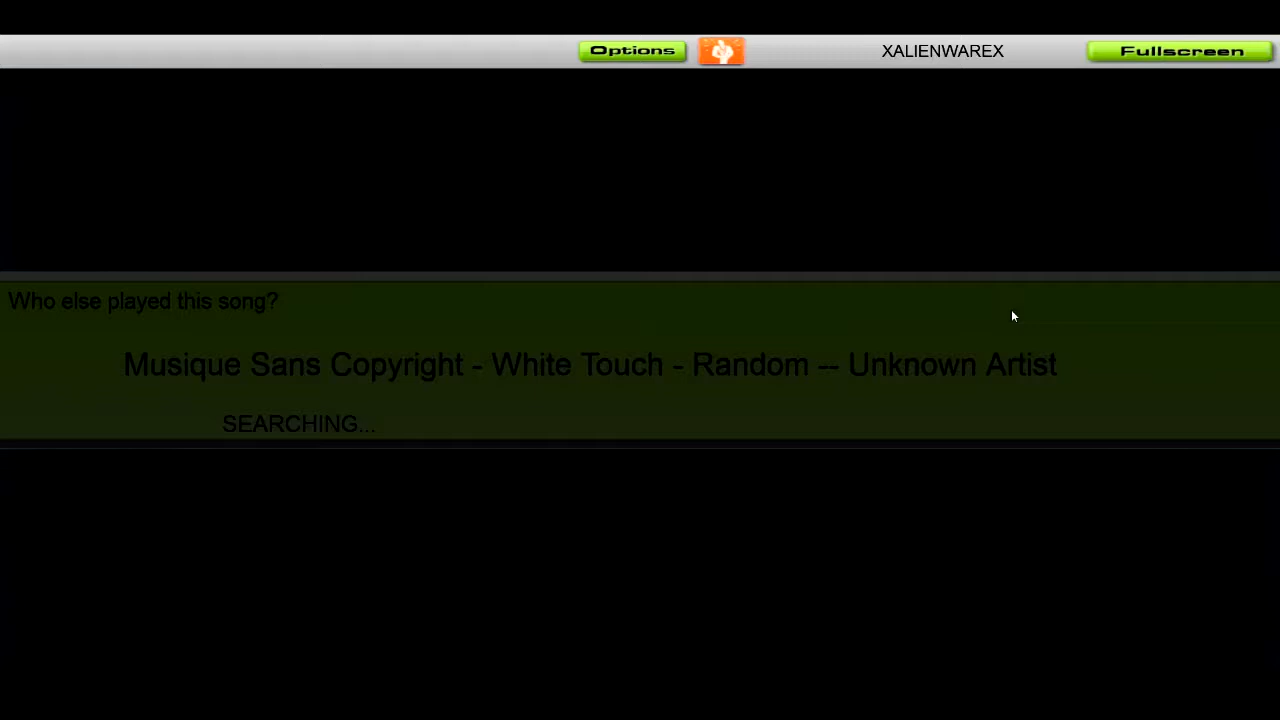 Options
XALIENWAREX
Fullscreen
Who else played this song?
Musique Sans Copyright - White Touch - Random -- Unknown Artist
SEARCHING...